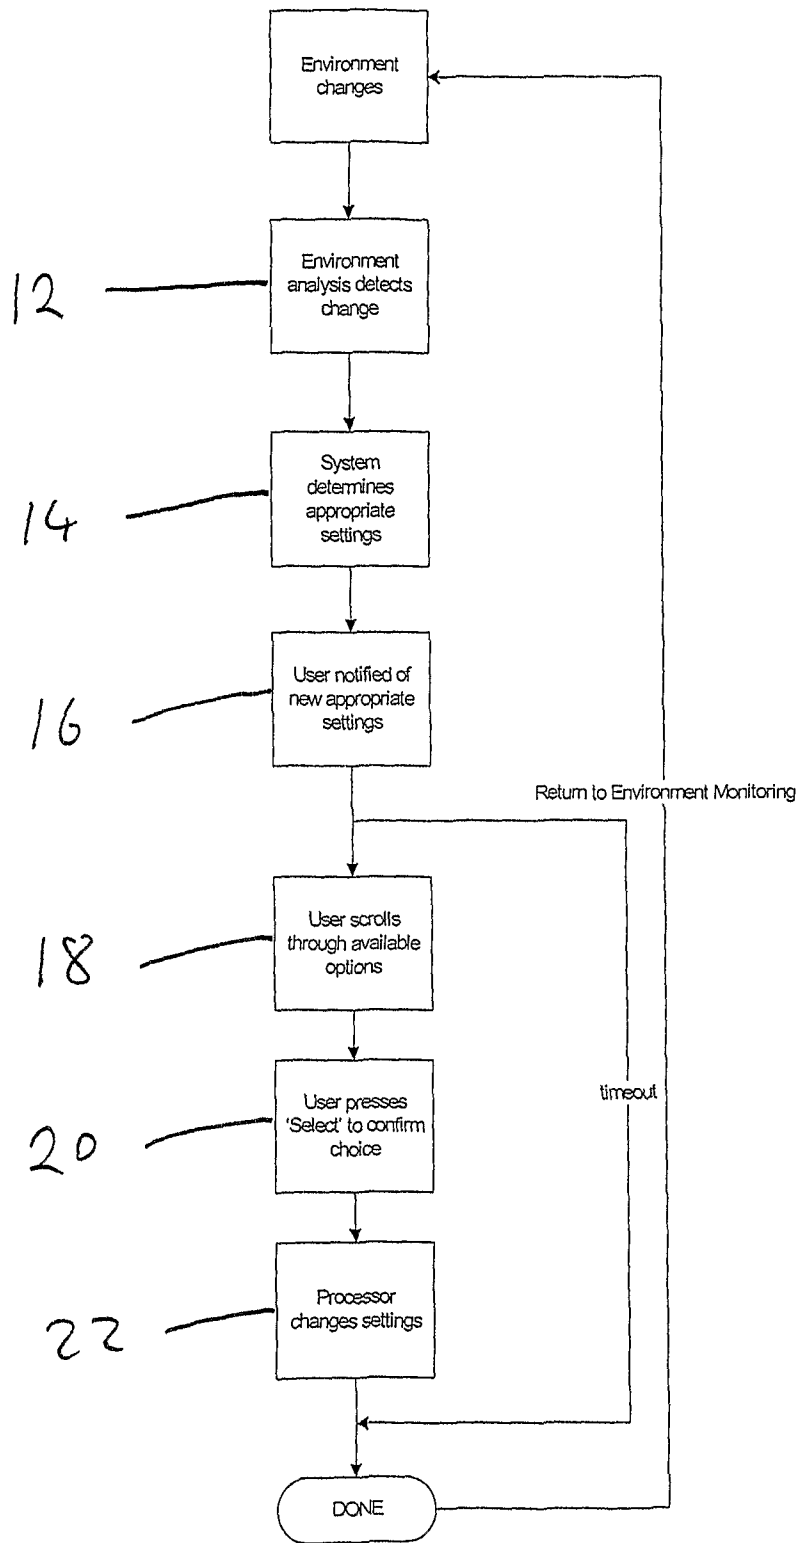 Environment
changes
12
Environment
analysis detects
change
14
System
determines
appropriate
settings
16
User notified of
new appropriate
settings
Return to Environment Monitoring
18
User scrolls
through available
options
timeout
20
User presses
'Select' to confirm
choice
22
Processor
changes settings
DONE